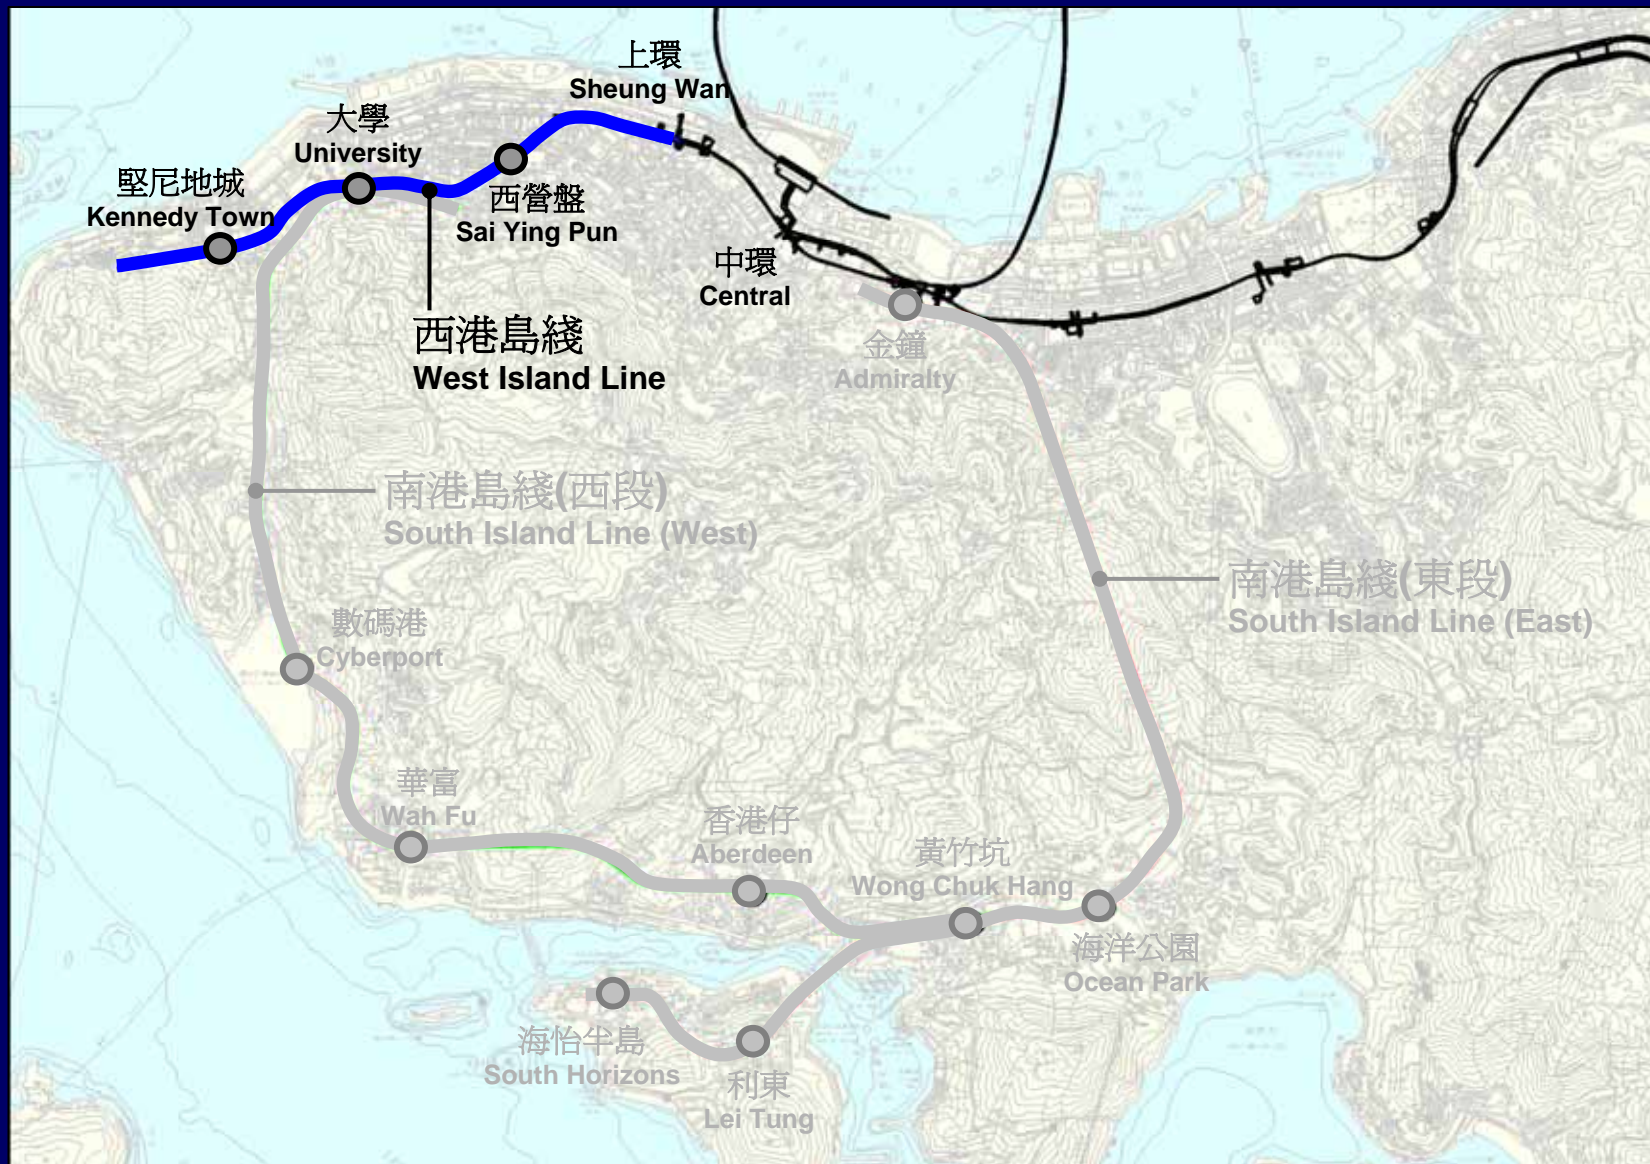 上環
Sheung Wan
大學
University
堅尼地城
Kennedy Town
西營盤
Sai Ying Pun
中環
Central
西港島綫
West Island Line
金鐘
Admiralty
南港島綫(西段)
South Island Line (West)
南港島綫(東段)
South Island Line (East)
數碼港
Cyberport
華富
Wah Fu
香港仔
Aberdeen
黃竹坑
Wong Chuk Hang
海洋公園
Ocean Park
海怡半島
South Horizons
利東
Lei Tung